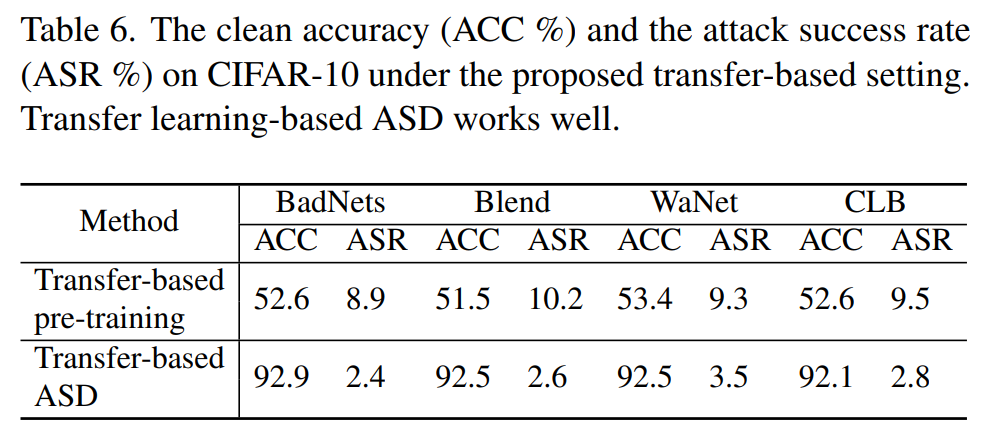 Table 6. The clean accuracy (ACC %) and the attack success rate
(ASR %) on CIFAR-10 under the proposed transfer-based setting.
Transfer learning-based ASD works well.
Method BadNets Blend WaNet CLB
ACC ASR ACC ASR ACC ASR ACC ASR
Transfer-based
pre-training 52.6 8.9 51.5 10.2 53.4 9.3 52.6 9.5
Transfer-based
ASD 92.9 2.4 92.5 2.6 92.5 3.5 92.1 2.8